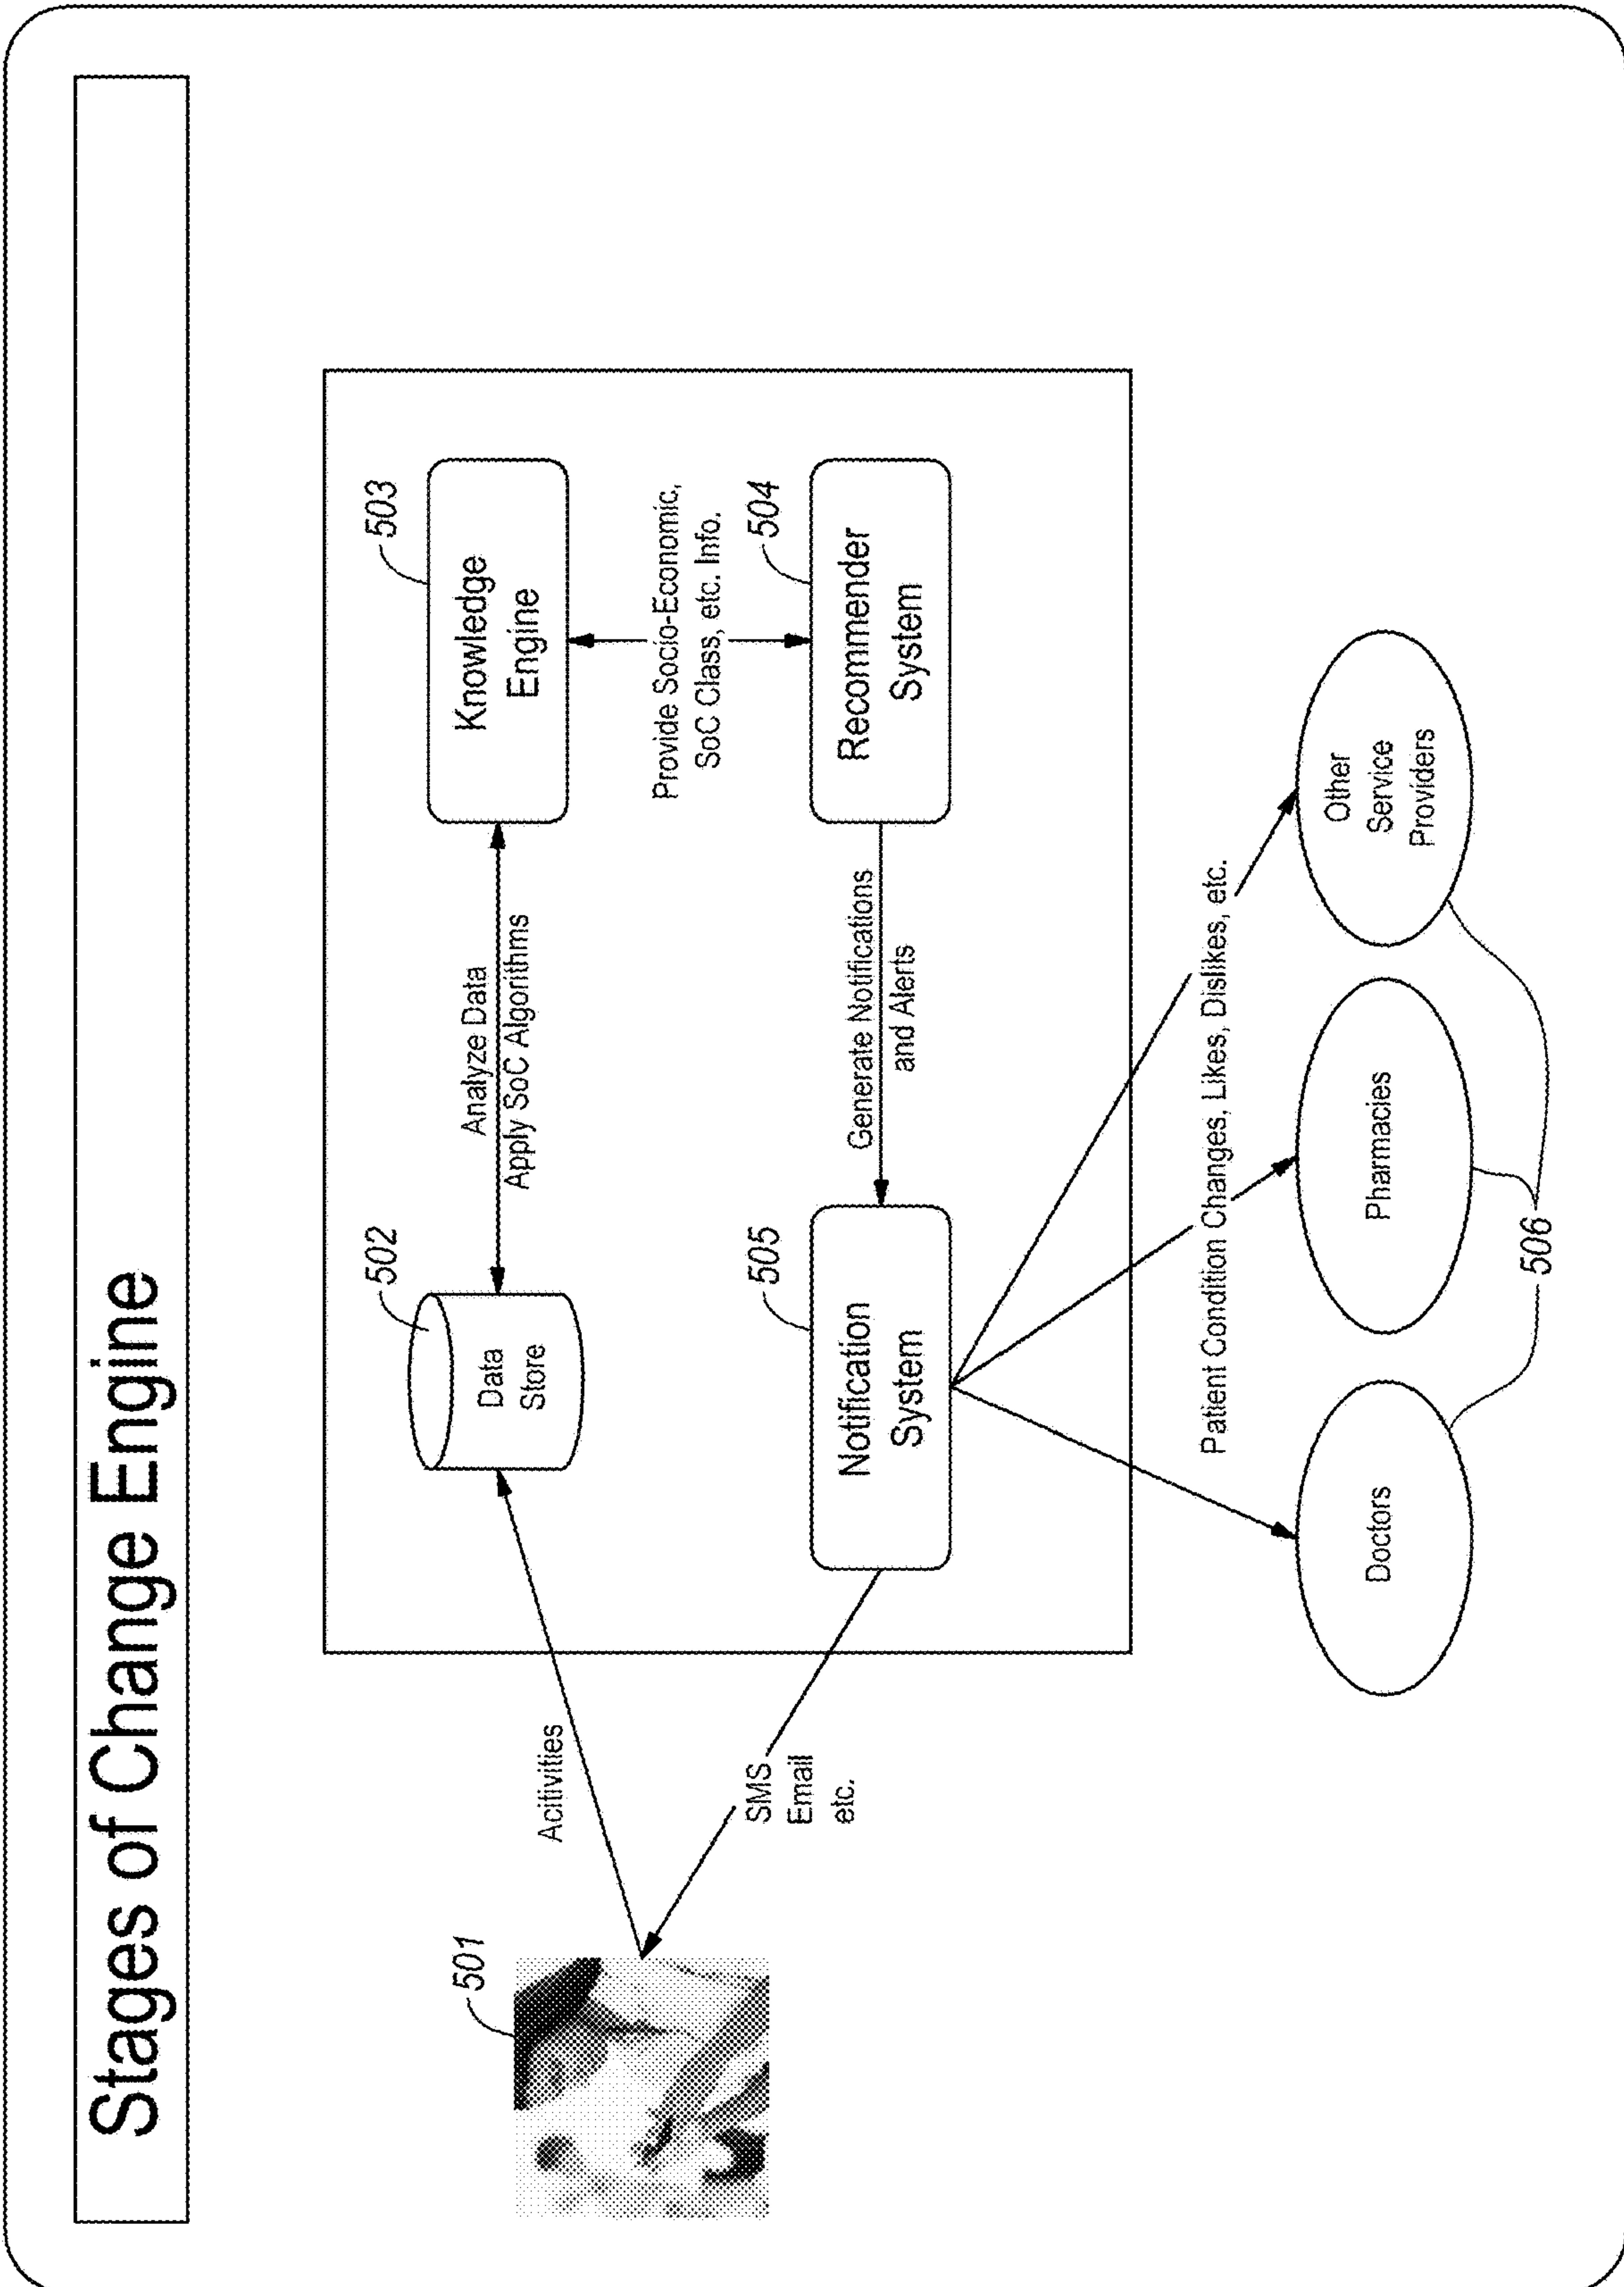 Stages of Change Engine
501
Acitivities
SMS
Email
etc.
502
Data
Store
Analyze Data
Apply SoC Algorithms
503
Knowledge
Engine
Provide Socio-Economic,
SoC Class, etc. Info.
504
Recommender
System
Generate Notifications
and Alerts
505
Notification
System
Patient Condition Changes, Likes, Dislikes, etc.
Doctors
Pharmacies
Other
Service
Providers
506